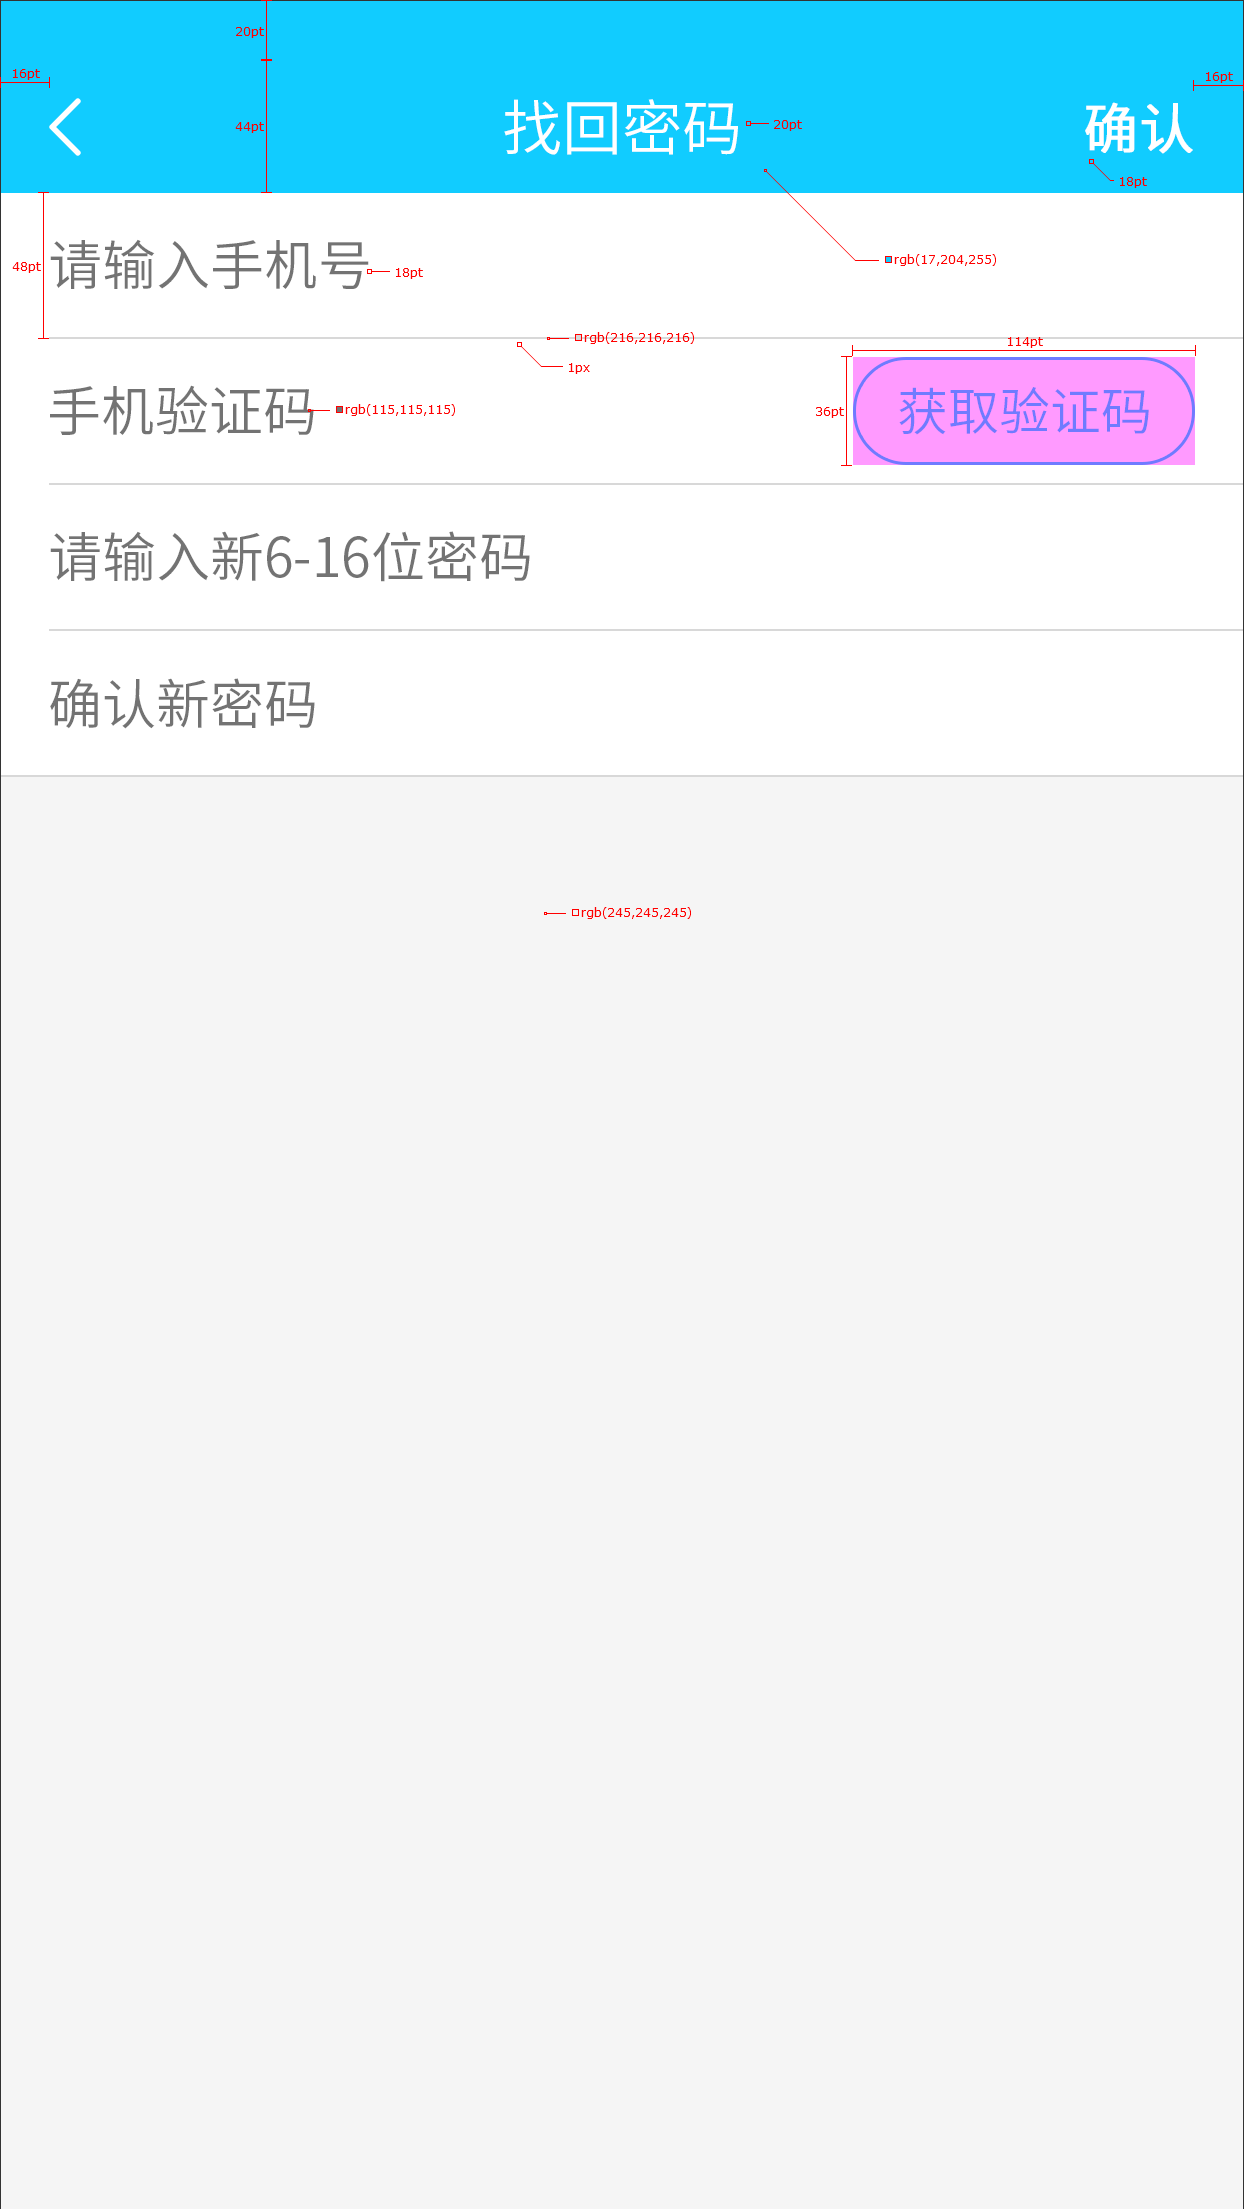 20pt
16pt
16pt
44pt
找回密码
20pt
确认
18pt
48pt
请输入手机号
18pt
rgb(17,204,255)
rgb(216,216,216)
1px
114pt
手机验证码
rgb(115,115,115)
36pt
获取验证码
请输入新6-16位密码
确认新密码
rgb(245,245,245)